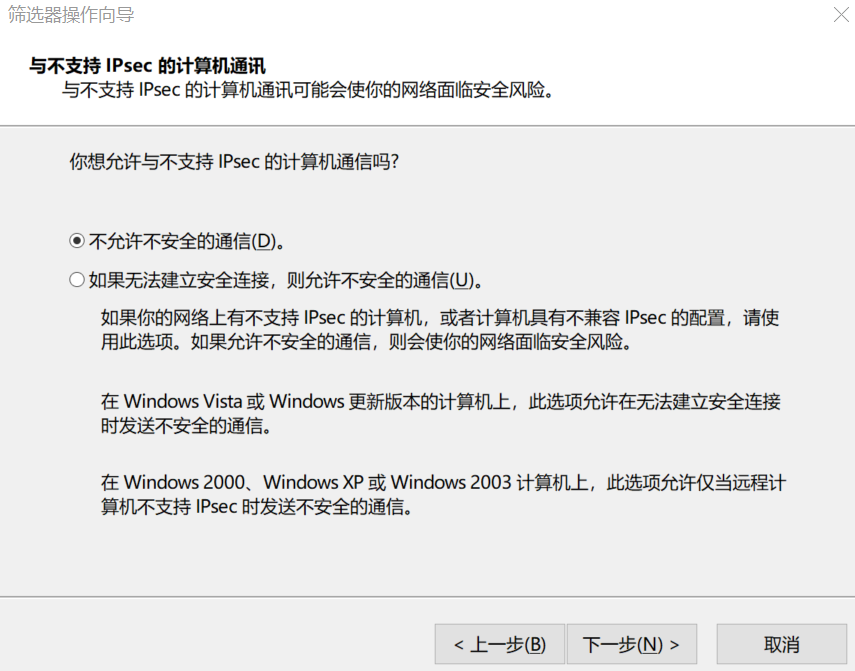 筛选器操作向导
与不支持 IPsec 的计算机通讯
与不支持 IPsec 的计算机通讯可能会使你的网络面临安全风险。
你想允许与不支持 IPsec 的计算机通信吗?
不允许不安全的通信(D)。
如果无法建立安全连接，则允许不安全的通信(U)。
如果你的网络上有不支持 IPsec 的计算机，或者计算机具有不兼容 IPsec 的配置，请使
用此选项。如果允许不安全的通信，则会使你的网络面临安全风险。
在 Windows Vista 或 Windows 更新版本的计算机上，此选项允许在无法建立安全连接
时发送不安全的通信。
在 Windows 2000、Windows XP 或 Windows 2003 计算机上，此选项允许仅当远程计
算机不支持 IPsec 时发送不安全的通信。
< 上一步(B) 下一步(N) > 取消